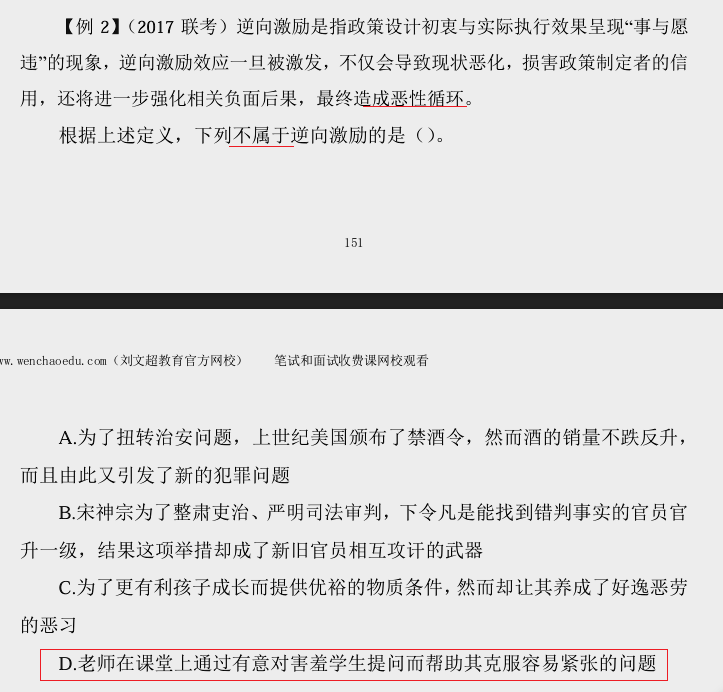 【例 2】（2017 联考）逆向激励是指政策设计初衷与实际执行效果呈现“事与愿
违”的现象，逆向激励效应一旦被激发，不仅会导致现状恶化，损害政策制定者的信
用，还将进一步强化相关负面后果，最终造成恶性循环。
根据上述定义，下列不属于逆向激励的是（）。
151
ww.wenchaoedu.com（刘文超教育官方网校） 笔试和面试收费课网校观看
A.为了扭转治安问题，上世纪美国颁布了禁酒令，然而酒的销量不跌反升，
而且由此又引发了新的犯罪问题
B.宋神宗为了整肃吏治、严明司法审判，下令凡是能找到错判事实的官员官
升一级，结果这项举措却成了新旧官员相互攻讦的武器
C.为了更有利孩子成长而提供优裕的物质条件，然而却让其养成了好逸恶劳
的恶习
D.老师在课堂上通过有意对害羞学生提问而帮助其克服容易紧张的问题